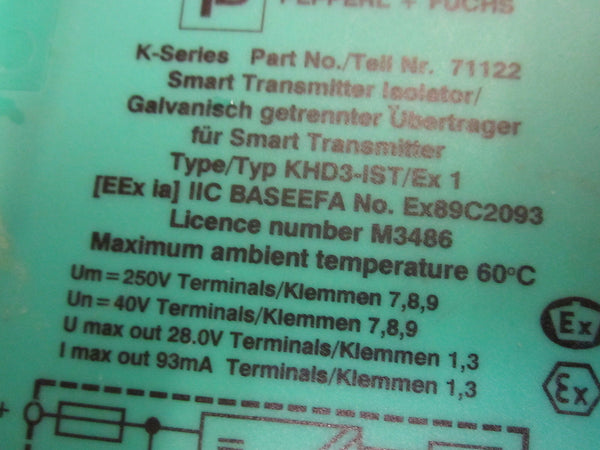 PEPPERL + FUCHS
K-Series Part No./Teil Nr. 71122
Smart Transmitter Isolator/
Galvanisch getrennter Übertrager
für Smart Transmitter
Type/Typ KHD3-IST/Ex 1
[EEx ia] IIC BASEEFA No. Ex89C2093
Licence number M3486
Maximum ambient temperature 60°C
Um = 250V Terminals/Klemmen 7,8,9
Un = 40V Terminals/Klemmen 7,8,9
U max out 28.0V Terminals/Klemmen 1,3
I max out 93mA Terminals/Klemmen 1,3
Ex
Ex
+